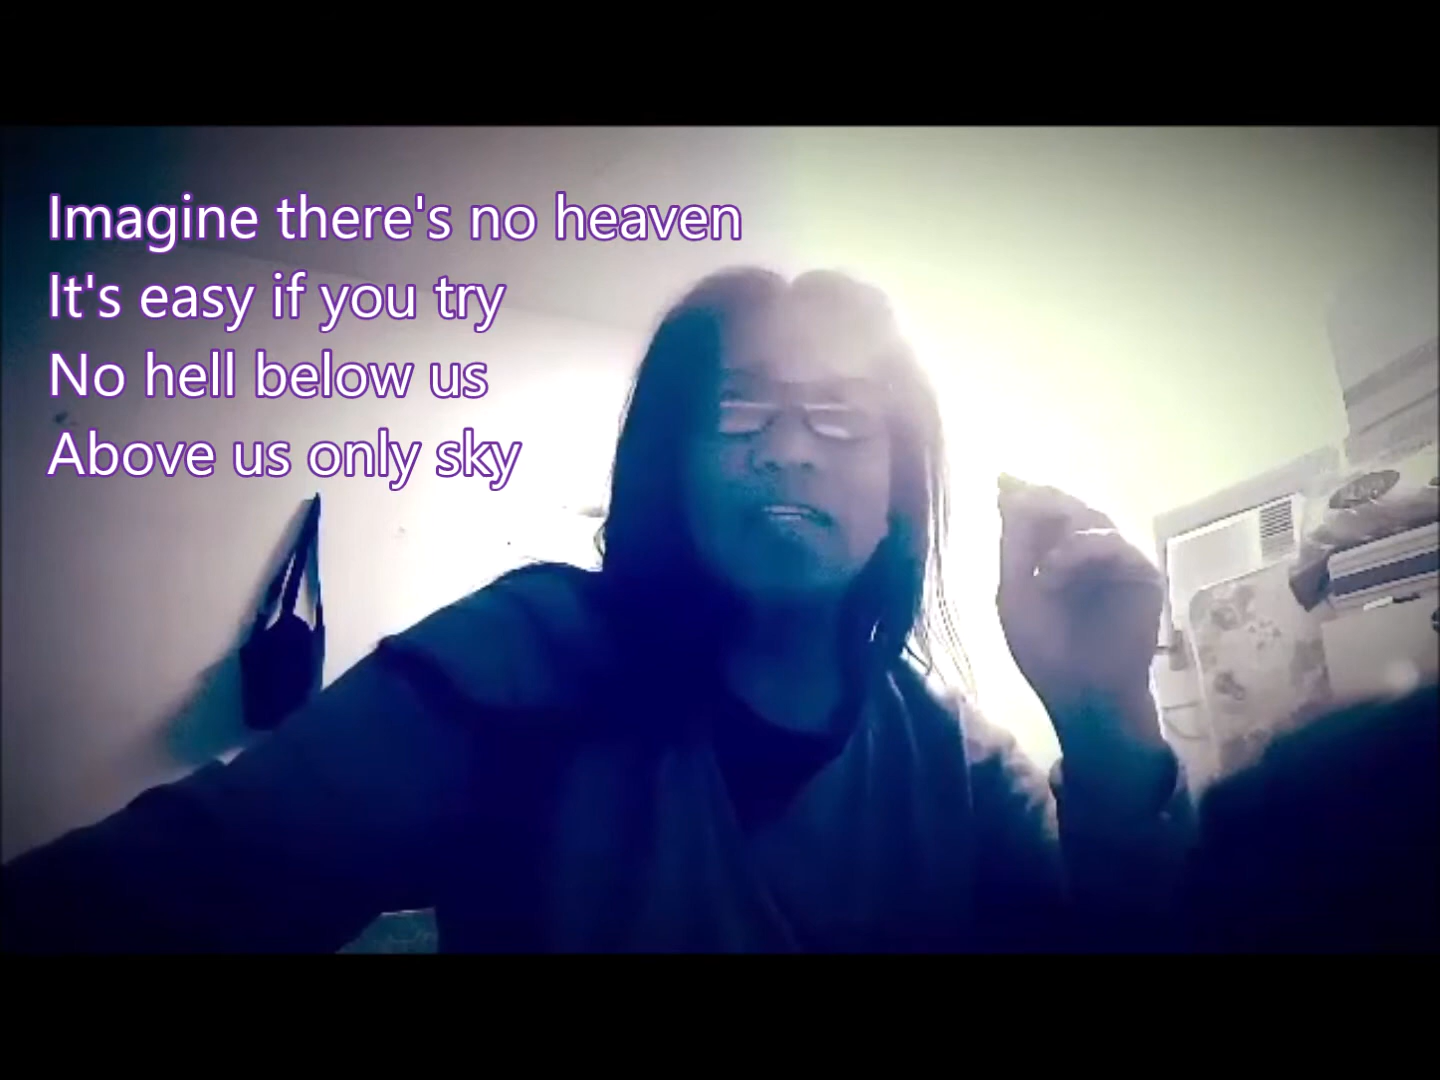 Imagine there's no heaven
It's easy if you try
No hell below us
Above us only sky